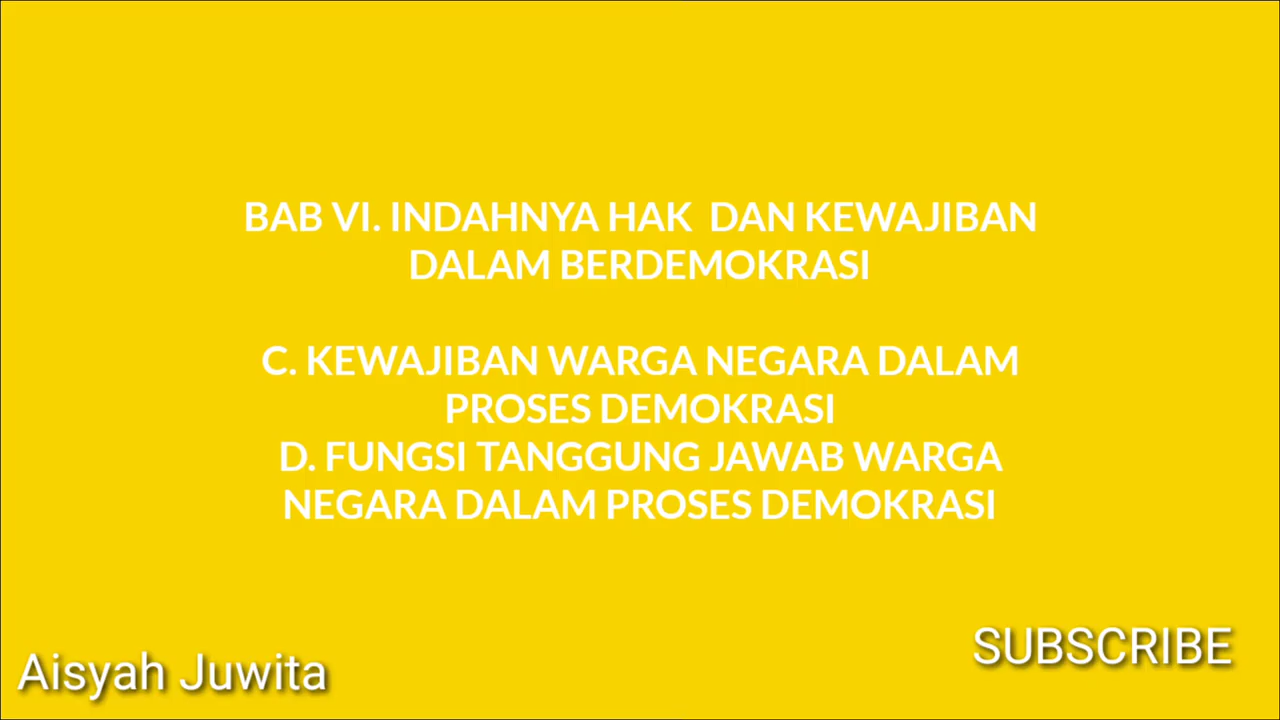 BAB VI. INDAHNYA HAK  DAN KEWAJIBAN
DALAM BERDEMOKRASI
C. KEWAJIBAN WARGA NEGARA DALAM
PROSES DEMOKRASI
D. FUNGSI TANGGUNG JAWAB WARGA
NEGARA DALAM PROSES DEMOKRASI
Aisyah Juwita
SUBSCRIBE